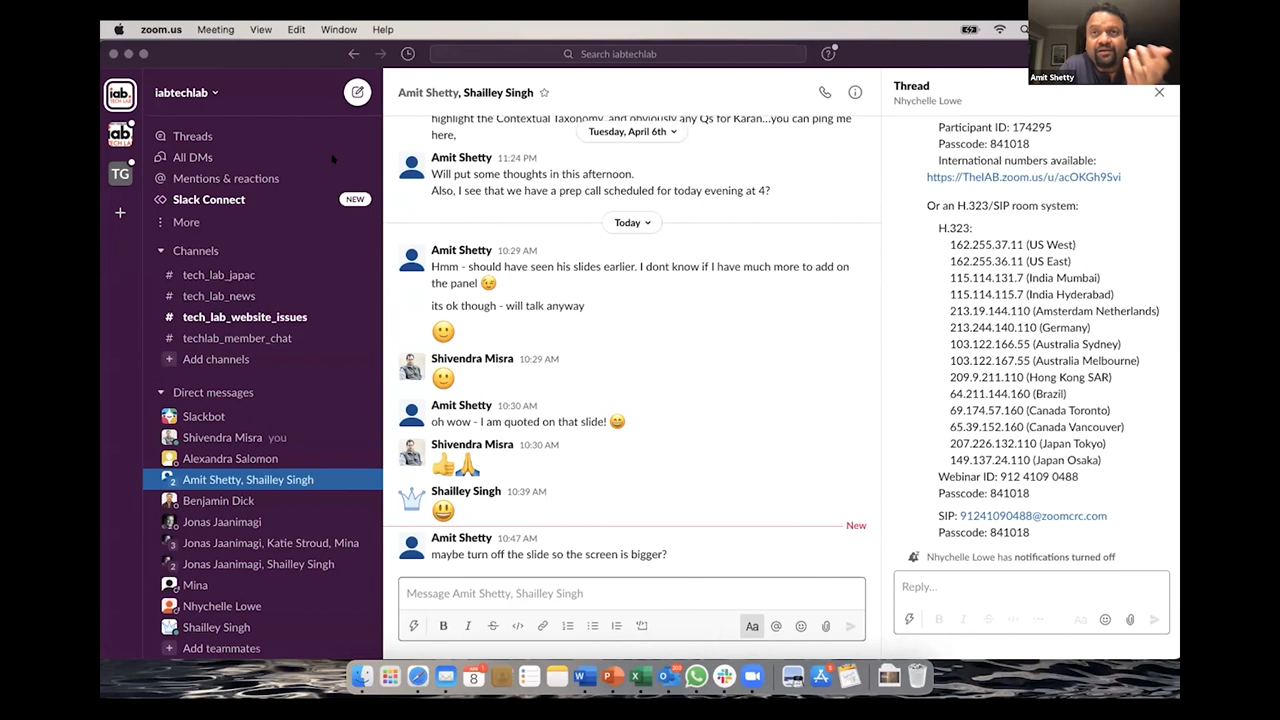 zoom.us Meeting View Edit Window Help
Search iabtechlab
Amit Shetty
iab.
TECH LAB
iab
TECH LAB
TG
iabtechlab
Threads
All DMs
Mentions & reactions
Slack Connect NEW
More
Channels
# tech_lab_japac
# tech_lab_news
# tech_lab_website_issues
# techlab_member_chat
Add channels
Direct messages
Slackbot
Shivendra Misra you
Alexandra Salomon
2 Amit Shetty, Shailley Singh
Benjamin Dick
Jonas Jaanimagi
3 Jonas Jaanimagi, Katie Stroud, Mina
3 Jonas Jaanimagi, Shailley Singh
Mina
Nhychelle Lowe
Shailley Singh
Add teammates
Amit Shetty, Shailley Singh
highlight the Contextual Taxonomy, and obviously any Qs for Karan...you can ping me
here,
Tuesday, April 6th
Amit Shetty 11:24 PM
Will put some thoughts in this afternoon.
Also, I see that we have a prep call scheduled for today evening at 4?
Today
Amit Shetty 10:29 AM
Hmm - should have seen his slides earlier. I dont know if I have much more to add on
the panel 😉
its ok though - will talk anyway
🙂
Shivendra Misra 10:29 AM
🙂
Amit Shetty 10:30 AM
oh wow - I am quoted on that slide! 😄
Shivendra Misra 10:30 AM
👍🙏
Shailley Singh 10:39 AM
😃
New
Amit Shetty 10:47 AM
maybe turn off the slide so the screen is bigger?
Message Amit Shetty, Shailley Singh
B I S Aa @
Thread
Nhychelle Lowe
Participant ID: 174295
Passcode: 841018
International numbers available:
https://TheIAB.zoom.us/u/acOKGh9Svi
Or an H.323/SIP room system:
H.323:
162.255.37.11 (US West)
162.255.36.11 (US East)
115.114.131.7 (India Mumbai)
115.114.115.7 (India Hyderabad)
213.19.144.110 (Amsterdam Netherlands)
213.244.140.110 (Germany)
103.122.166.55 (Australia Sydney)
103.122.167.55 (Australia Melbourne)
209.9.211.110 (Hong Kong SAR)
64.211.144.160 (Brazil)
69.174.57.160 (Canada Toronto)
65.39.152.160 (Canada Vancouver)
207.226.132.110 (Japan Tokyo)
149.137.24.110 (Japan Osaka)
Webinar ID: 912 4109 0488
Passcode: 841018
SIP: 91241090488@zoomcrc.com
Passcode: 841018
Nhychelle Lowe has notifications turned off
Reply...
B I S Aa @